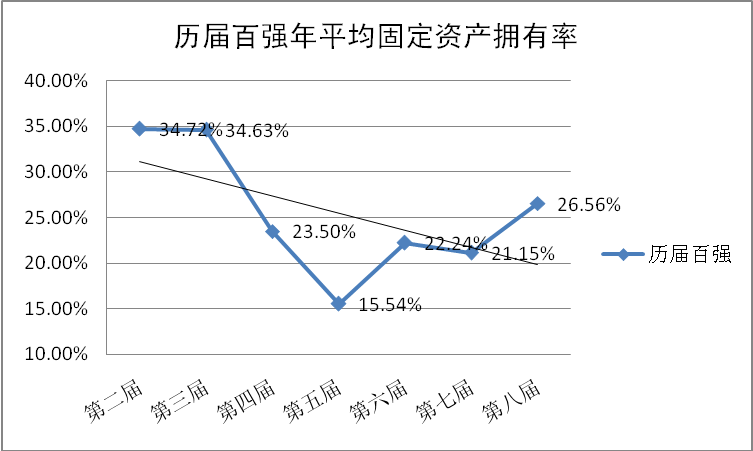 历届百强年平均固定资产拥有率
40.00%
35.00%
30.00%
25.00%
20.00%
15.00%
10.00%
34.72%
34.63%
23.50%
15.54%
22.24%
21.15%
26.56%
历届百强
第二届
第三届
第四届
第五届
第六届
第七届
第八届